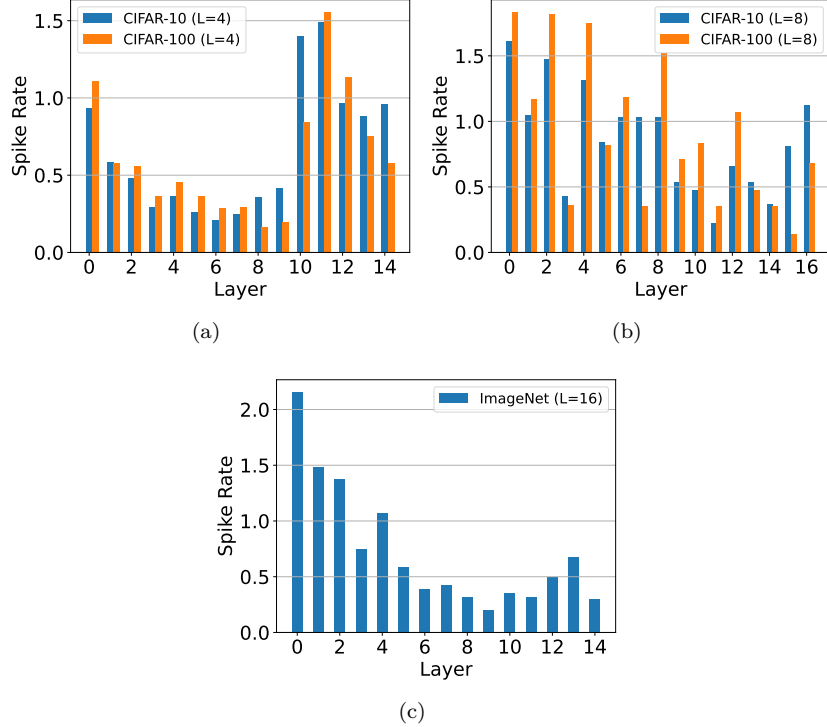 1.5
CIFAR-10 (L=4)
CIFAR-100 (L=4)
1.0
0.5
0.0
Spike Rate
0 2 4 6 8 10 12 14
Layer
(a)
CIFAR-10 (L=8)
CIFAR-100 (L=8)
1.5
1.0
0.5
0.0
Spike Rate
0 2 4 6 8 10 12 14 16
Layer
(b)
ImageNet (L=16)
2.0
1.5
1.0
0.5
0.0
Spike Rate
0 2 4 6 8 10 12 14
Layer
(c)